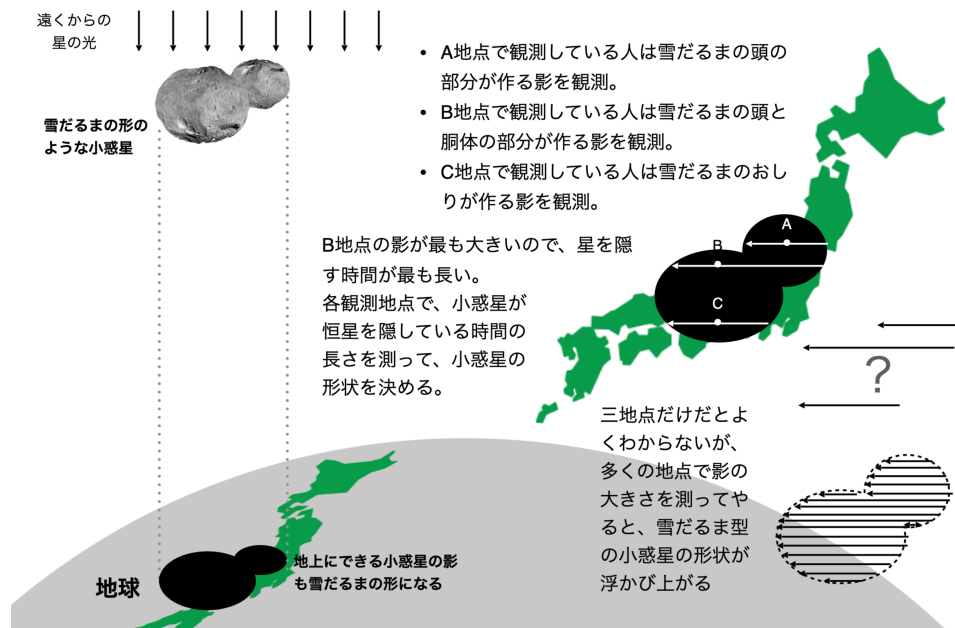 遠くからの
星の光
雪だるまの形の
ような小惑星
• A地点で観測している人は雪だるまの頭の
部分が作る影を観測。
• B地点で観測している人は雪だるまの頭と
胴体の部分が作る影を観測。
• C地点で観測している人は雪だるまのおし
りが作る影を観測。
B地点の影が最も大きいので、星を隠
す時間が最も長い。
各観測地点で、小惑星が
恒星を隠している時間の
長さを測って、小惑星の
形状を決める。
A
B
C
?
三地点だけだとよ
くわからないが、
多くの地点で影の
大きさを測ってや
ると、雪だるま型
の小惑星の形状が
浮かび上がる
地球
地上にできる小惑星の影
も雪だるまの形になる